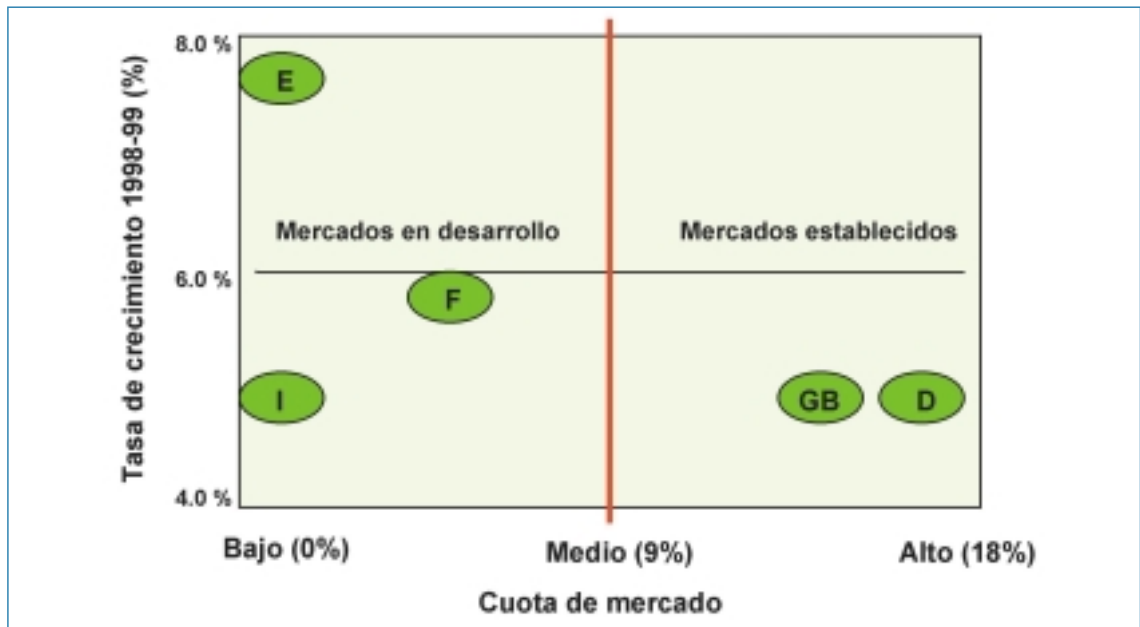 Tasa de crecimiento 1998-99 (%)
8.0 %
E
Mercados en desarrollo
Mercados establecidos
6.0 %
F
I
GB
D
4.0 %
Bajo (0%)
Medio (9%)
Alto (18%)
Cuota de mercado